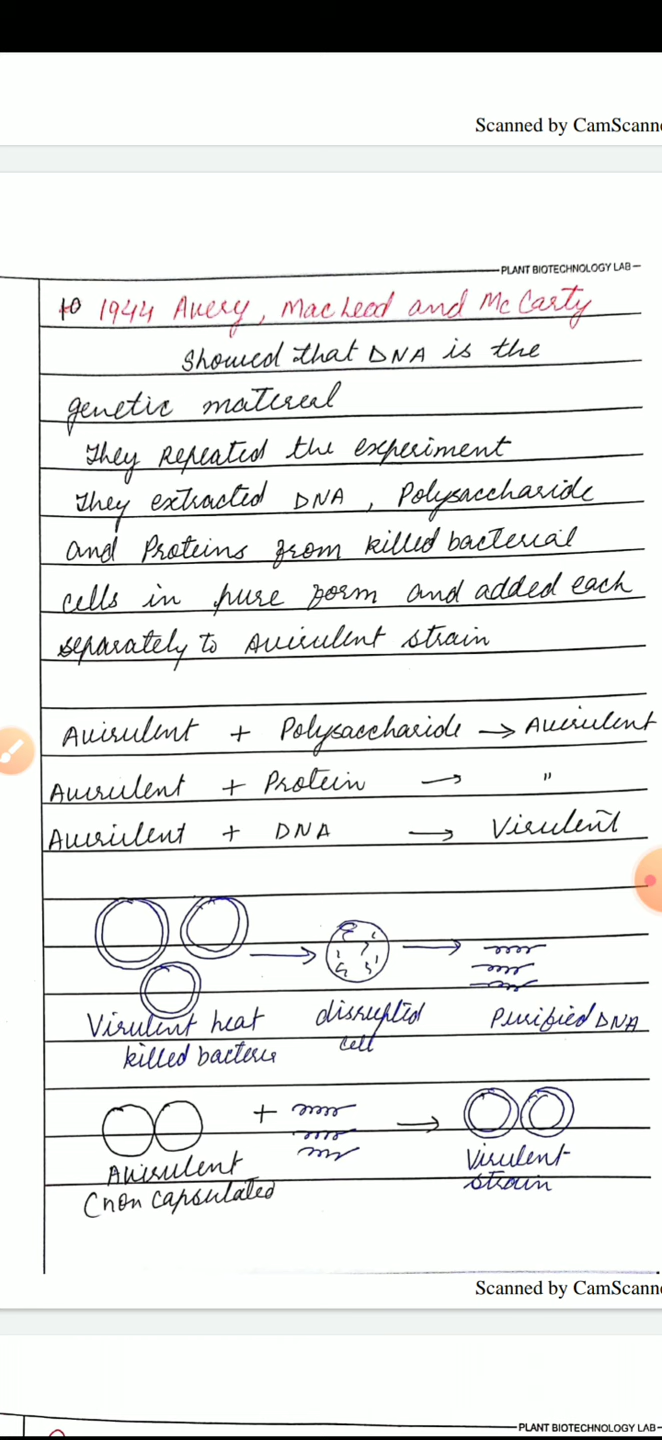 Scanned by CamScanne
PLANT BIOTECHNOLOGY LAB
to 1944 Avery, MacLeod and McCarty
Showed that DNA is the
genetic matereal
They repeated the experiment
They extracted DNA, Polysaccharide
and Proteins from killed bacterial
cells in pure form and added each
separately to Avirulent strain
Avirulent + Polysaccharide → Avirulent
Avirulent + Protein → "
Avirulent + DNA → Virulent
Virulent heat killed bacteria
disrupted cell
Purified DNA
+ →
Avirulent
(non capsulated
Virulent strain
Scanned by CamScanne
PLANT BIOTECHNOLOGY LAB